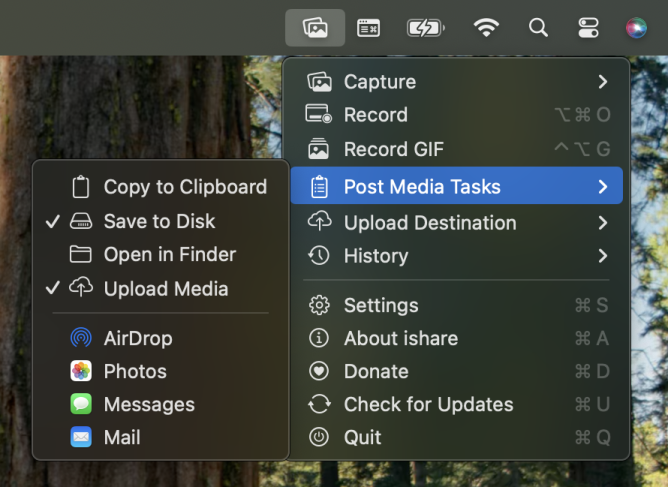 Capture
Record ⌥⌘O
Record GIF ^⌥G
Post Media Tasks
Upload Destination
History
Settings ⌘S
About ishare ⌘A
Donate ⌘D
Check for Updates ⌘U
Quit ⌘Q
Copy to Clipboard
Save to Disk
Open in Finder
Upload Media
AirDrop
Photos
Messages
Mail